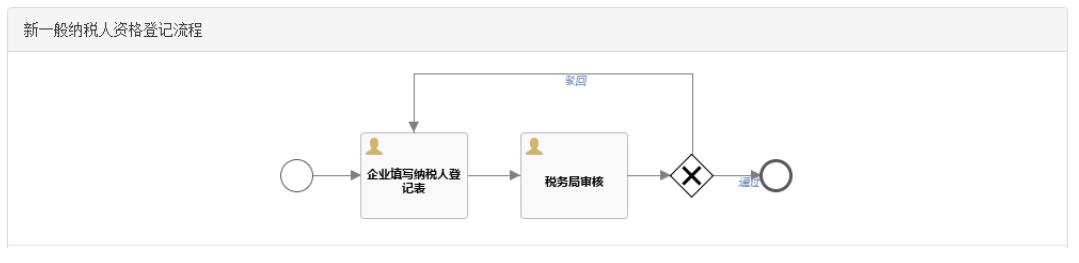 新一般纳税人资格登记流程
驳回
企业填写纳税人登
记表
税务局审核
通过